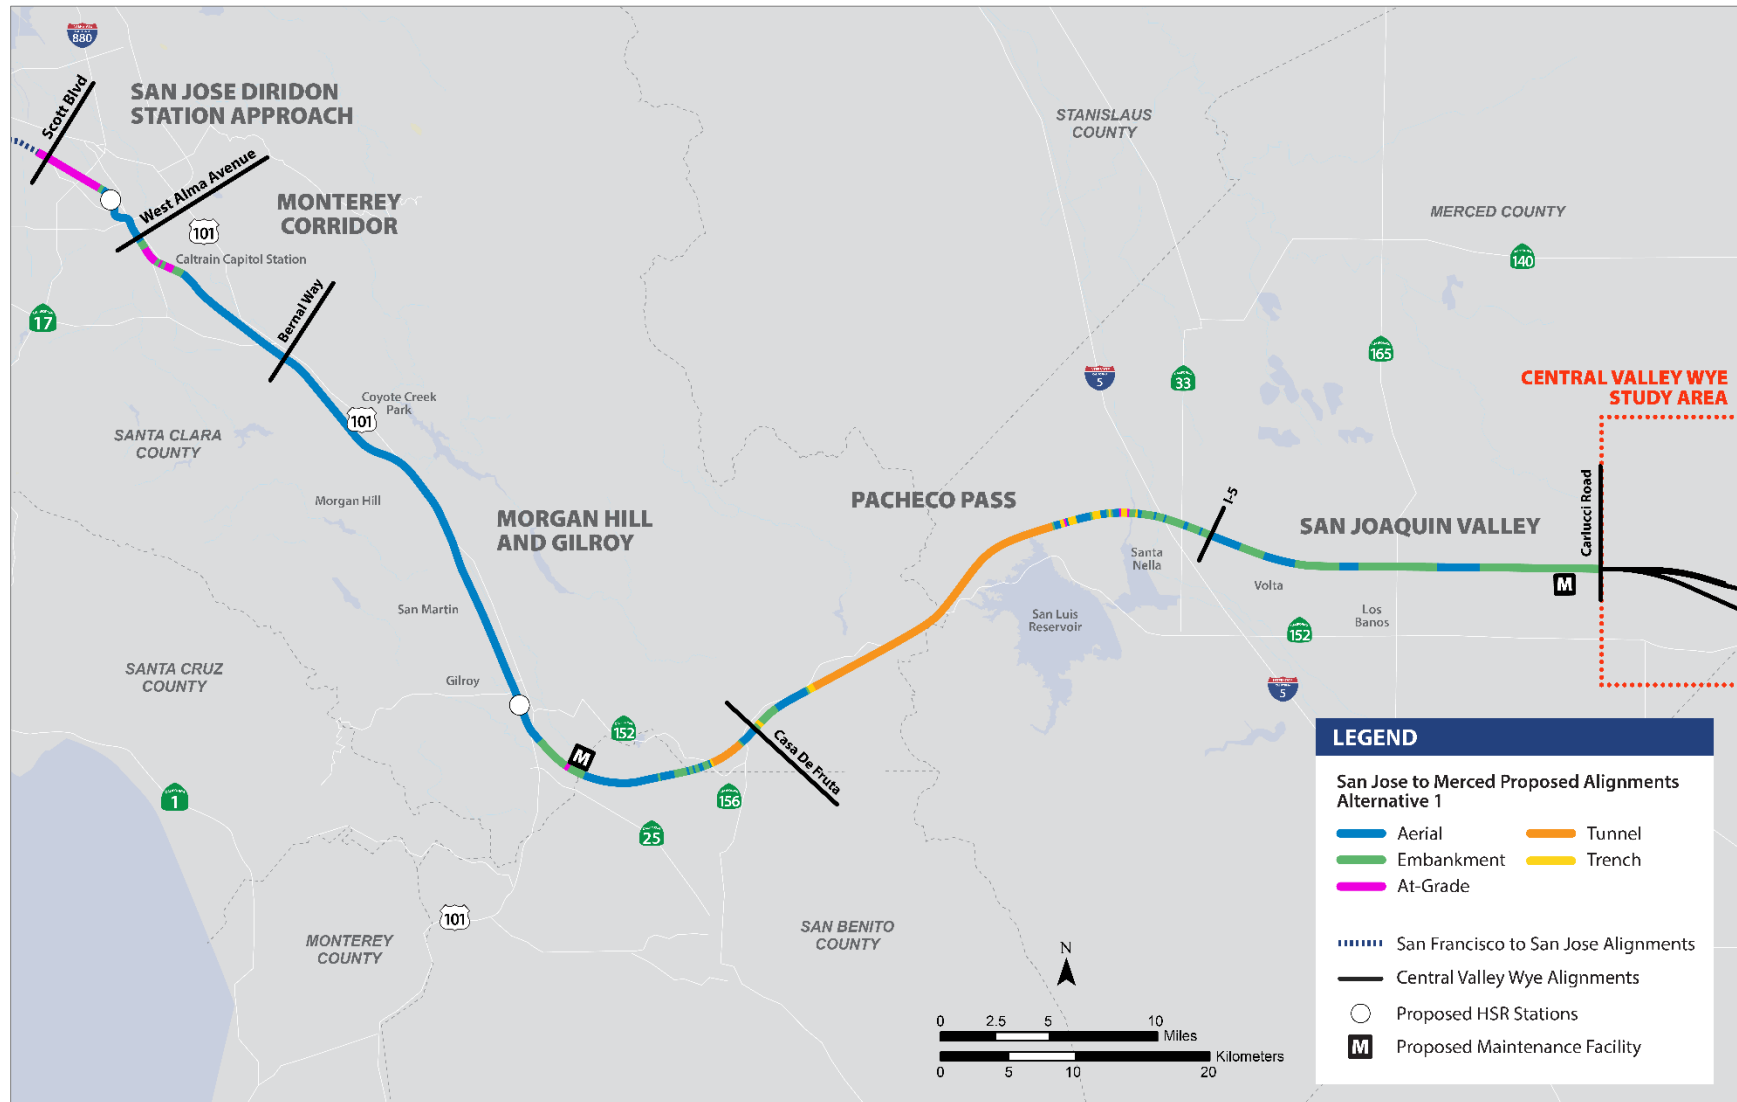 880
SAN JOSE DIRIDON
STATION APPROACH
Scott Blvd
West Alma Avenue
MONTEREY
CORRIDOR
101
Caltrain Capitol Station
17
Bernal Way
Coyote Creek
Park
101
SANTA CLARA
COUNTY
Morgan Hill
MORGAN HILL
AND GILROY
San Martin
SANTA CRUZ
COUNTY
Gilroy
M
152
Casa De Fruta
156
25
1
101
MONTEREY
COUNTY
SAN BENITO
COUNTY
PACHECO PASS
STANISLAUS
COUNTY
MERCED COUNTY
140
165
5
33
I-5
SAN JOAQUIN VALLEY
Santa
Nella
San Luis
Reservoir
Volta
Los
Banos
152
5
M
Carlucci Road
CENTRAL VALLEY WYE
STUDY AREA
N
0 2.5 5 10
Miles
Kilometers
0 5 10 20
LEGEND
San Jose to Merced Proposed Alignments
Alternative 1
Aerial
Tunnel
Embankment
Trench
At-Grade
San Francisco to San Jose Alignments
Central Valley Wye Alignments
Proposed HSR Stations
M Proposed Maintenance Facility